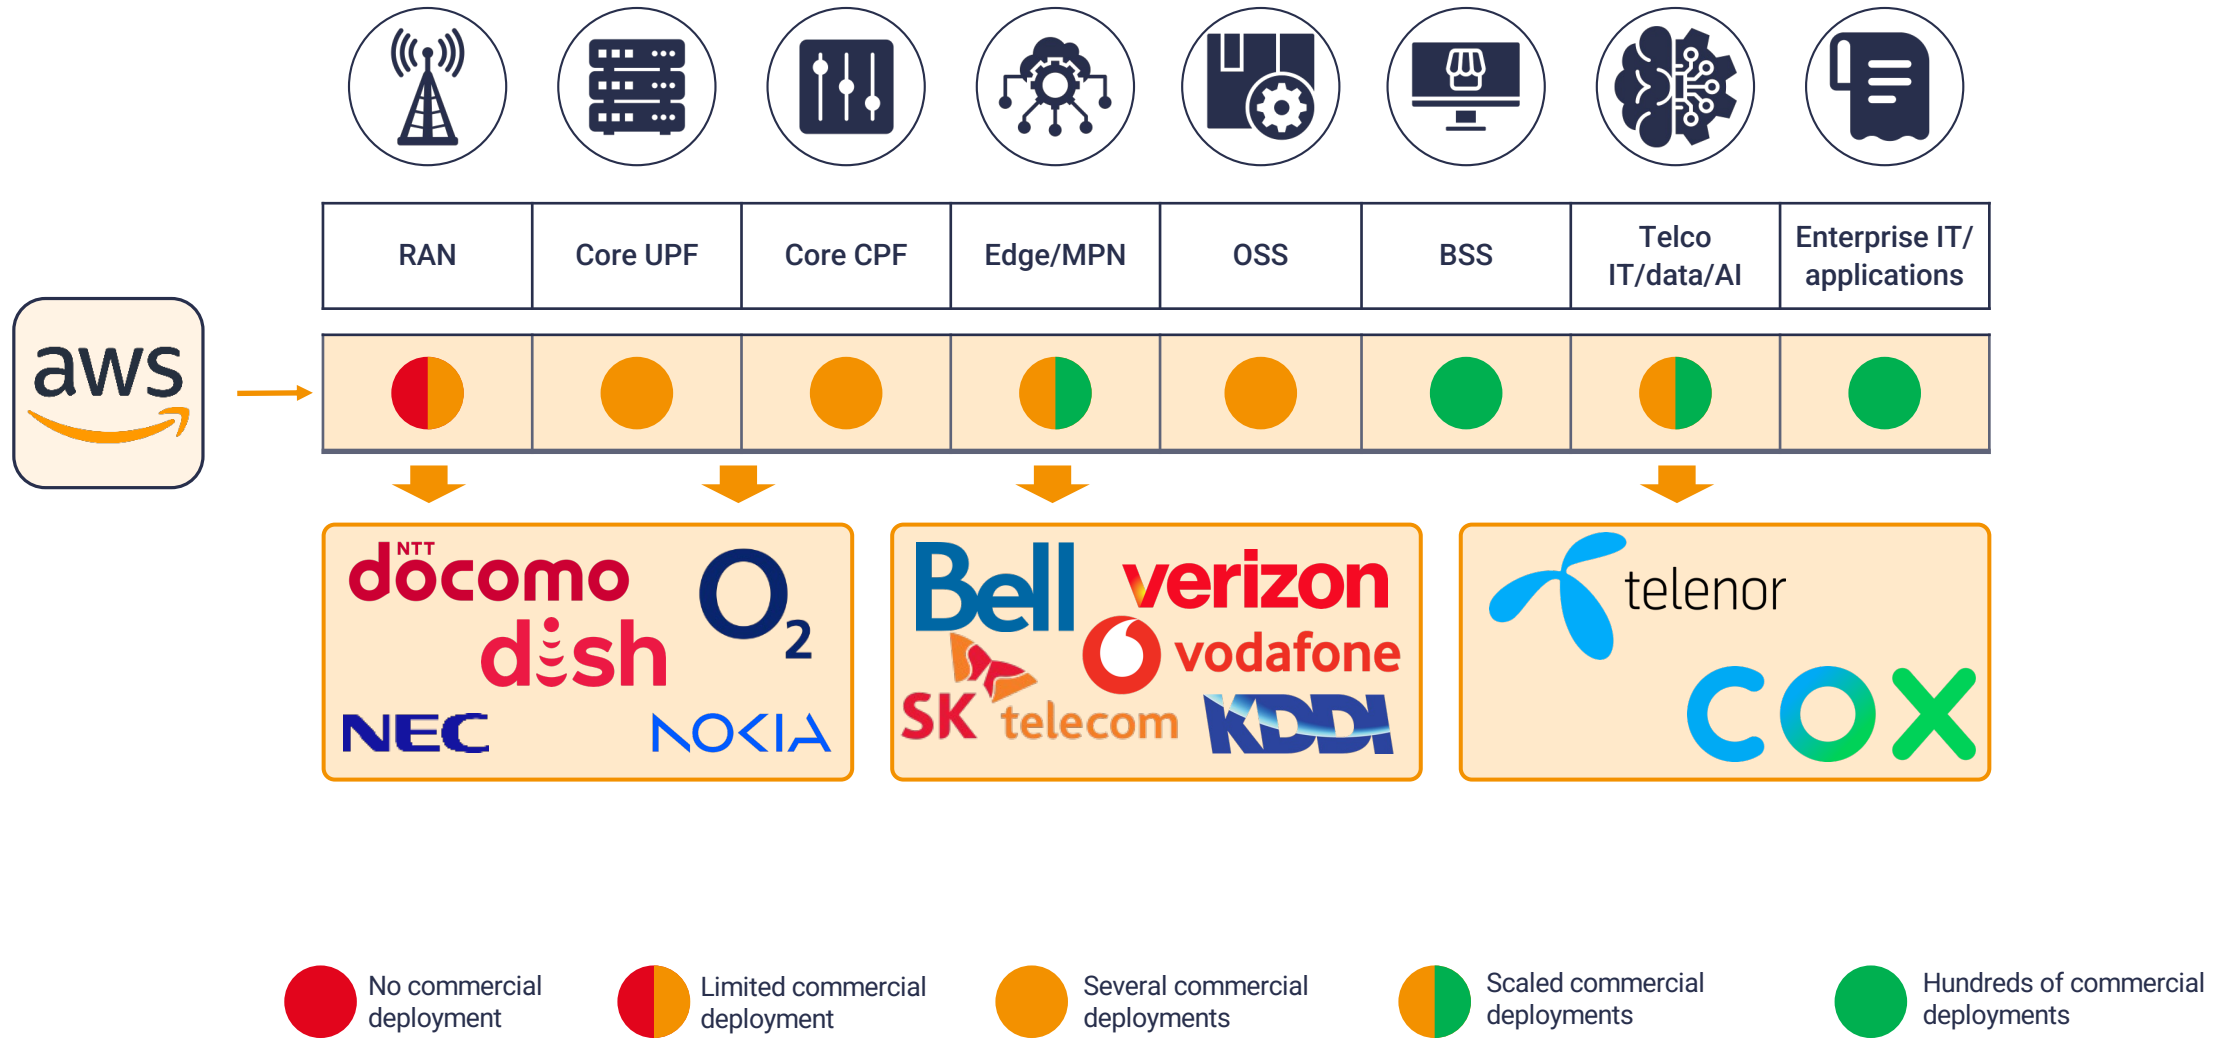 RAN
Core UPF
Core CPF
Edge/MPN
OSS
BSS
Telco
IT/data/AI
Enterprise IT/
applications
aws
NTT
docomo
O2
dish
NEC
NOKIA
Bell
verizon
vodafone
SK telecom
KDDI
telenor
cox
No commercial
deployment
Limited commercial
deployment
Several commercial
deployments
Scaled commercial
deployments
Hundreds of commercial
deployments